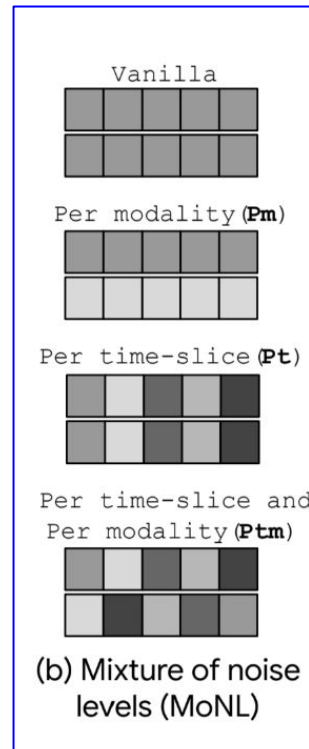 Vanilla
Per modality (Pm)
Per time-slice (Pt)
Per time-slice and
Per modality (Ptm)
(b) Mixture of noise
levels (MoNL)